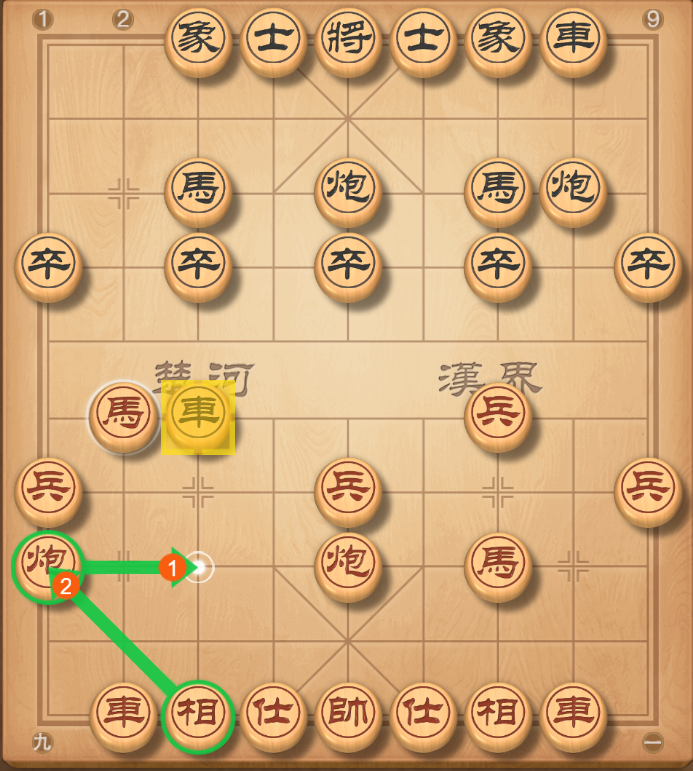 1 2 9
象 士 將 士 象 車
馬 炮 馬 炮
卒 卒 卒 卒 卒
楚河 漢界
馬 車 兵
兵 兵 兵
炮 1 炮 馬
2
車 相 仕 帥 仕 相 車
九 一